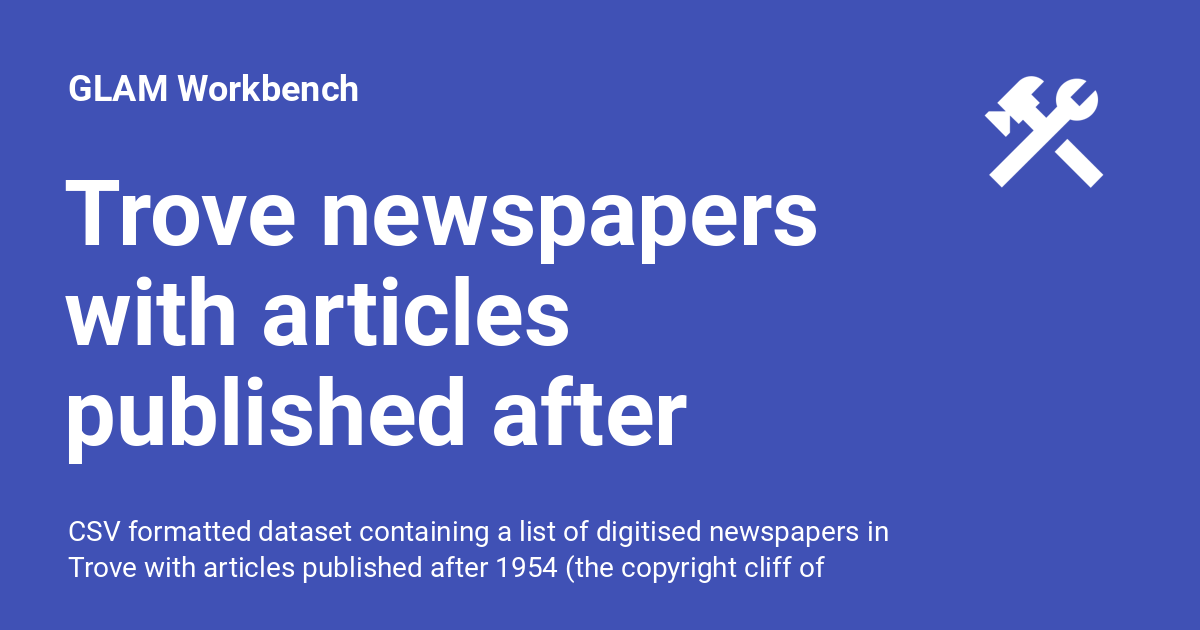 GLAM Workbench
Trove newspapers
with articles
published after
CSV formatted dataset containing a list of digitised newspapers in
Trove with articles published after 1954 (the copyright cliff of